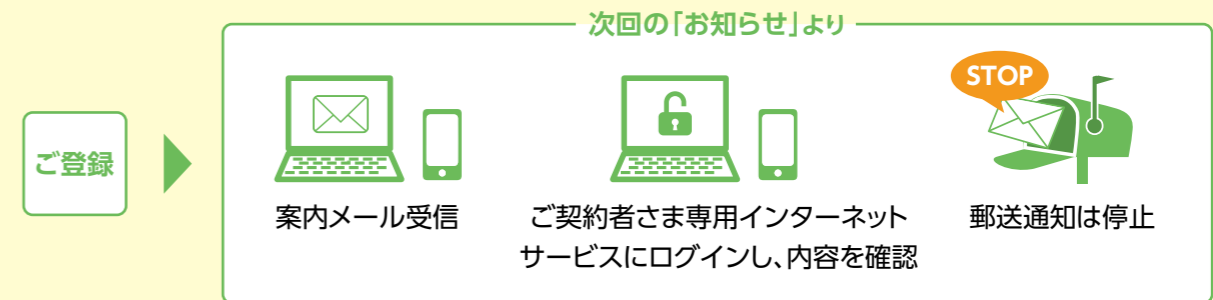 次回の「お知らせ」より
ご登録
STOP
案内メール受信
ご契約者さま専用インターネット
サービスにログインし、内容を確認
郵送通知は停止